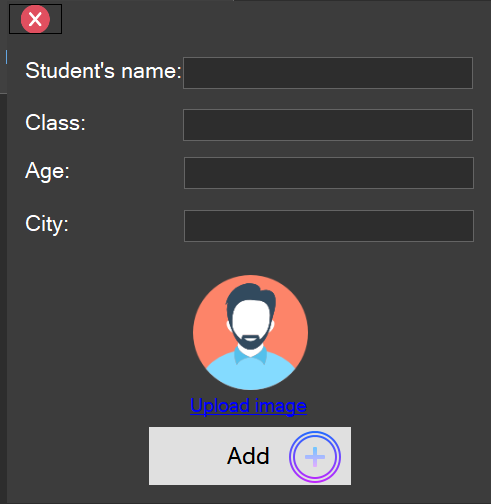 Student's name:
Class:
Age:
City:
Upload image
Add